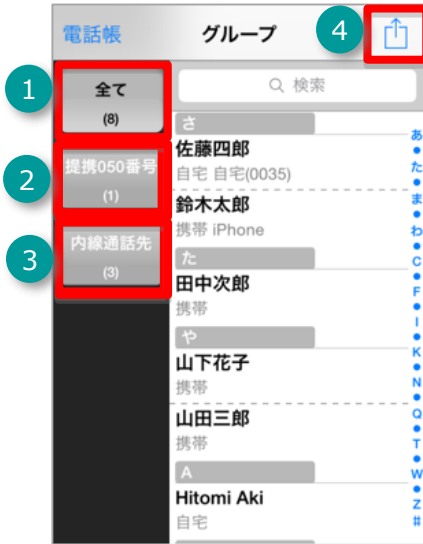 電話帳
グループ
4
1
全て
(8)
2
提携050番号
(1)
3
内線通話先
(3)
検索
さ
佐藤四郎
自宅 自宅(0035)
鈴木太郎
携帯 iPhone
た
田中次郎
携帯
や
山下花子
携帯
山田三郎
携帯
A
Hitomi Aki
自宅
あ
た
ま
わ
C
F
I
K
N
Q
T
W
Z
#